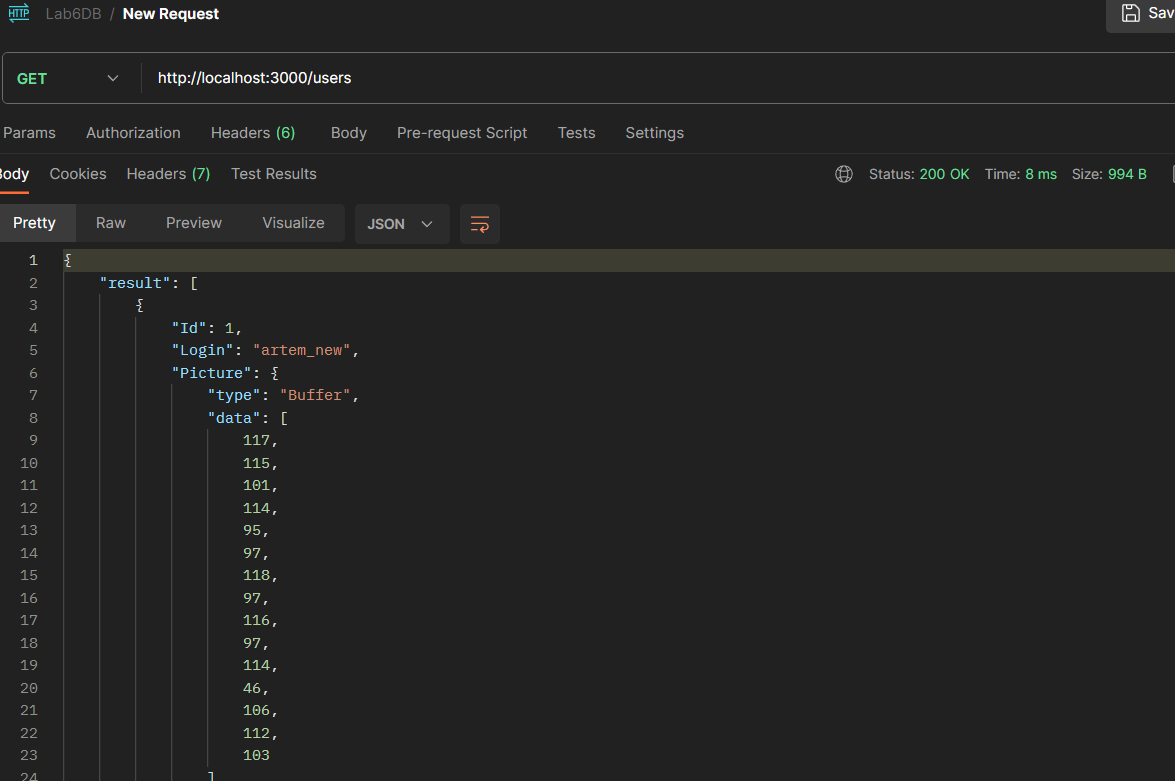 HTTP Lab6DB / New Request Sav
GET http://localhost:3000/users
Params Authorization Headers (6) Body Pre-request Script Tests Settings
Body Cookies Headers (7) Test Results Status: 200 OK Time: 8 ms Size: 994 B
Pretty Raw Preview Visualize JSON
1 {
2 "result": [
3 {
4 "Id": 1,
5 "Login": "artem_new",
6 "Picture": {
7 "type": "Buffer",
8 "data": [
9 117,
10 115,
11 101,
12 114,
13 95,
14 97,
15 118,
16 97,
17 116,
18 97,
19 114,
20 46,
21 106,
22 112,
23 103
24 ]